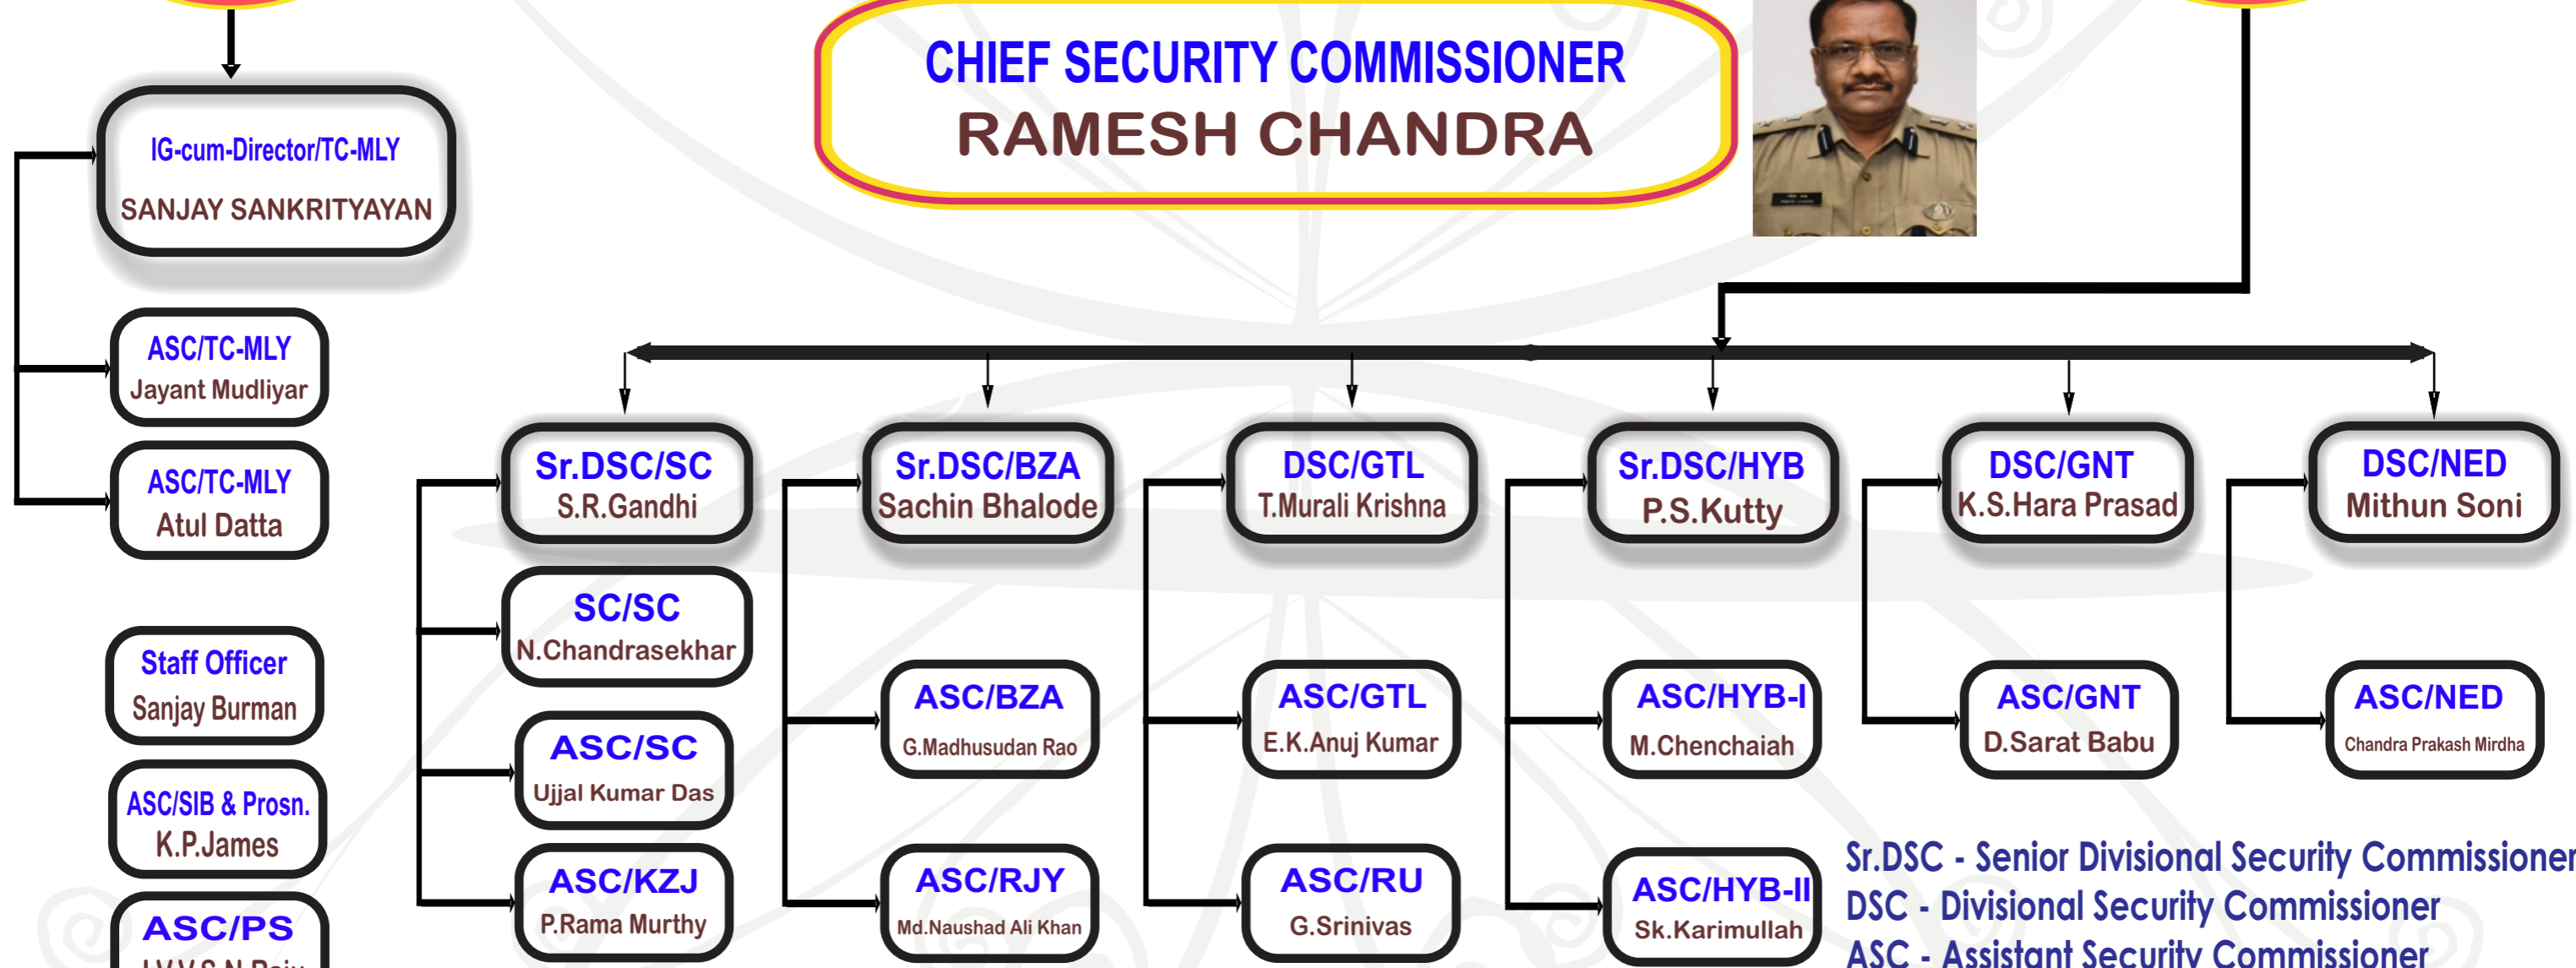 CHIEF SECURITY COMMISSIONER
RAMESH CHANDRA
IG-cum-Director/TC-MLY
SANJAY SANKRITYAYAN
ASC/TC-MLY
Jayant Mudliyar
ASC/TC-MLY
Atul Datta
Staff Officer
Sanjay Burman
ASC/SIB & Prosn.
K.P.James
ASC/PS
Sr.DSC/SC
S.R.Gandhi
SC/SC
N.Chandrasekhar
ASC/SC
Ujjal Kumar Das
ASC/KZJ
P.Rama Murthy
Sr.DSC/BZA
Sachin Bhalode
ASC/BZA
G.Madhusudan Rao
ASC/RJY
Md.Naushad Ali Khan
DSC/GTL
T.Murali Krishna
ASC/GTL
E.K.Anuj Kumar
ASC/RU
G.Srinivas
Sr.DSC/HYB
P.S.Kutty
ASC/HYB-I
M.Chenchaiah
ASC/HYB-II
Sk.Karimullah
DSC/GNT
K.S.Hara Prasad
ASC/GNT
D.Sarat Babu
DSC/NED
Mithun Soni
ASC/NED
Chandra Prakash Mirdha
Sr.DSC - Senior Divisional Security Commissioner
DSC - Divisional Security Commissioner
ASC - Assistant Security Commissioner